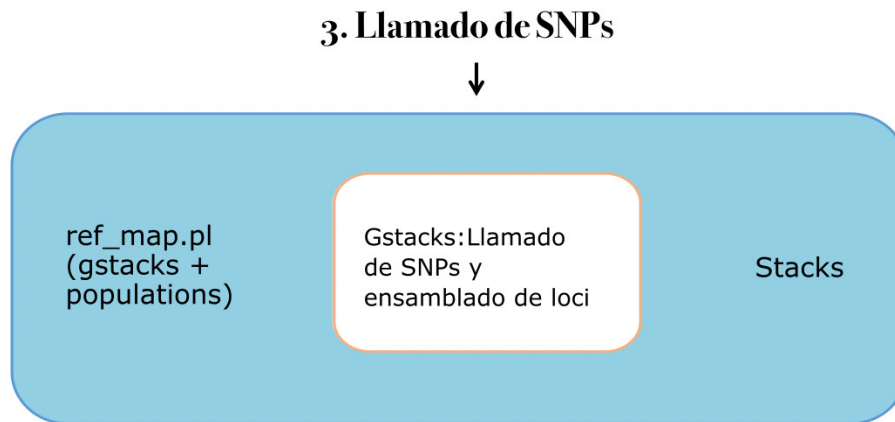 3. Llamado de SNPs
ref_map.pl
(gstacks +
populations)
Gstacks:Llamado
de SNPs y
ensamblado de loci
Stacks